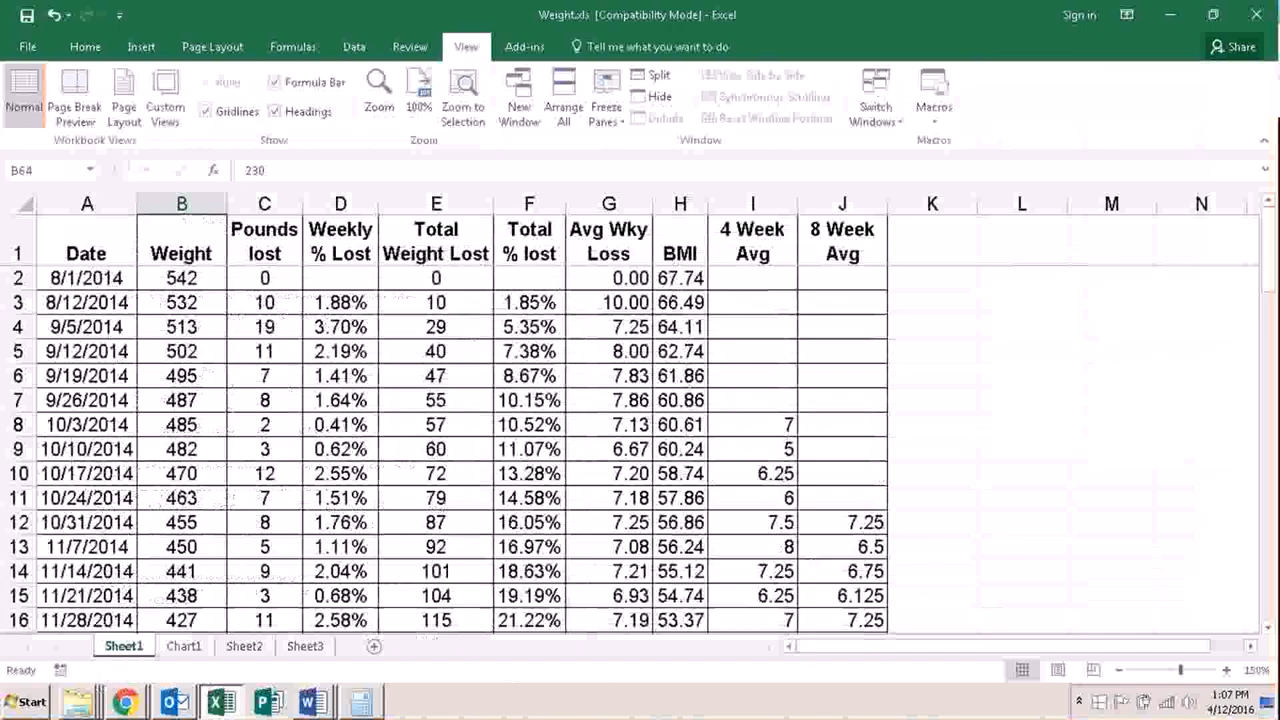 Weight.xls [Compatibility Mode] - Excel
Sign in
File Home Insert Page Layout Formulas Data Review View Add-ins Tell me what you want to do
Share
Normal
Page Break Preview
Page Layout
Custom Views
Workbook Views
Formula Bar
Gridlines
Headings
Show
Zoom
100%
Zoom to Selection
Zoom
New Window
Arrange All
Freeze Panes
Split
Hide
Unhide
View Side by Side
Synchronous Scrolling
Reset Window Position
Window
Switch Windows
Macros
Macros
B64 fx 230
A B C D E F G H I J K L M N
1 Date Weight Pounds lost Weekly % Lost Total Weight Lost Total % lost Avg Wky Loss BMI 4 Week Avg 8 Week Avg
2 8/1/2014 542 0 0 0.00 67.74
3 8/12/2014 532 10 1.88% 10 1.85% 10.00 66.49
4 9/5/2014 513 19 3.70% 29 5.35% 7.25 64.11
5 9/12/2014 502 11 2.19% 40 7.38% 8.00 62.74
6 9/19/2014 495 7 1.41% 47 8.67% 7.83 61.86
7 9/26/2014 487 8 1.64% 55 10.15% 7.86 60.86
8 10/3/2014 485 2 0.41% 57 10.52% 7.13 60.61 7
9 10/10/2014 482 3 0.62% 60 11.07% 6.67 60.24 5
10 10/17/2014 470 12 2.55% 72 13.28% 7.20 58.74 6.25
11 10/24/2014 463 7 1.51% 79 14.58% 7.18 57.86 6
12 10/31/2014 455 8 1.76% 87 16.05% 7.25 56.86 7.5 7.25
13 11/7/2014 450 5 1.11% 92 16.97% 7.08 56.24 8 6.5
14 11/14/2014 441 9 2.04% 101 18.63% 7.21 55.12 7.25 6.75
15 11/21/2014 438 3 0.68% 104 19.19% 6.93 54.74 6.25 6.125
16 11/28/2014 427 11 2.58% 115 21.22% 7.19 53.37 7 7.25
Sheet1 Chart1 Sheet2 Sheet3
Ready
150%
Start
1:07 PM
4/12/2016